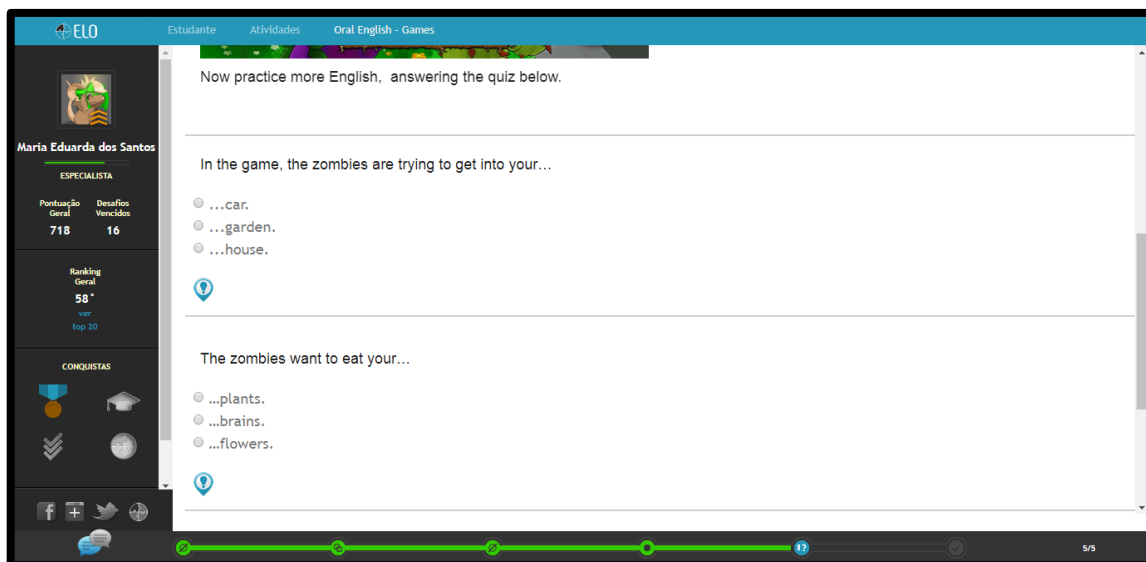 ELO
Estudante Atividades Oral English - Games
Maria Eduarda dos Santos
ESPECIALISTA
Pontuação Geral
718
Desafios Vencidos
16
Ranking Geral
58°
ver
top 20
CONQUISTAS
Now practice more English, answering the quiz below.
In the game, the zombies are trying to get into your…
...car.
...garden.
...house.
The zombies want to eat your…
...plants.
...brains.
...flowers.
5/5